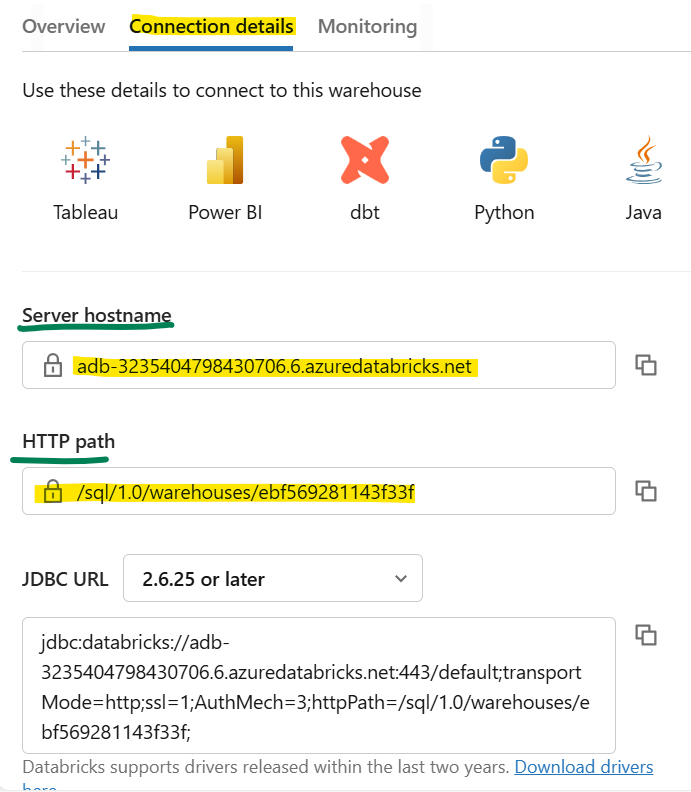 Overview Connection details Monitoring
Use these details to connect to this warehouse
Tableau Power BI dbt Python Java
Server hostname
adb-3235404798430706.6.azuredatabricks.net
HTTP path
/sql/1.0/warehouses/ebf569281143f33f
JDBC URL 2.6.25 or later
jdbc:databricks://adb-
3235404798430706.6.azuredatabricks.net:443/default;transport
Mode=http;ssl=1;AuthMech=3;httpPath=/sql/1.0/warehouses/e
bf569281143f33f;
Databricks supports drivers released within the last two years. Download drivers
here